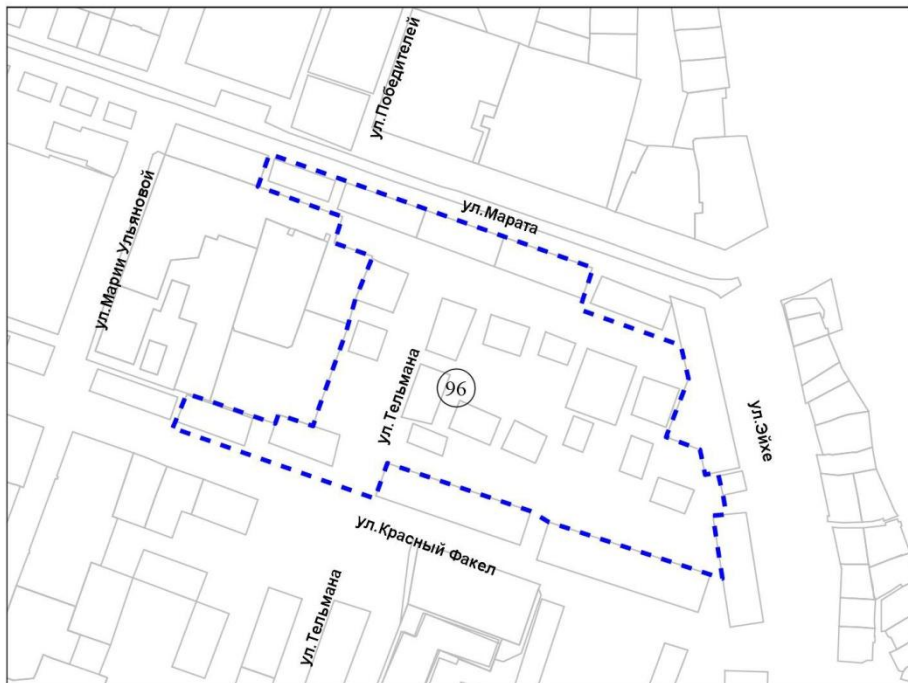 ул.Победителей
ул.Марата
ул.Марии Ульяновой
ул.Тельмана
96
ул.Эйхе
ул.Красный Факел
ул.Тельмана